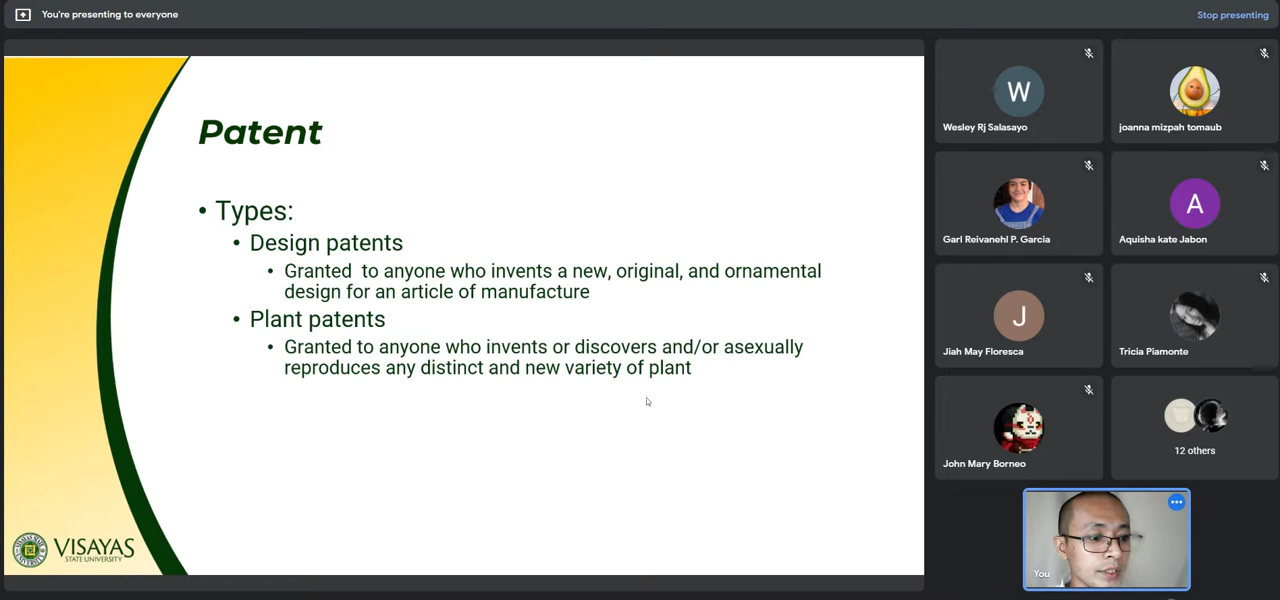 You're presenting to everyone
Stop presenting
Patent
• Types:
• Design patents
• Granted to anyone who invents a new, original, and ornamental
design for an article of manufacture
• Plant patents
• Granted to anyone who invents or discovers and/or asexually
reproduces any distinct and new variety of plant
VISAYAS
STATE UNIVERSITY
W
Wesley Rj Salasayo
joanna mizpah tomaub
Garl Reivanehl P. Garcia
A
Aquisha kate Jabon
J
Jiah May Floresca
Tricia Piamonte
John Mary Borneo
12 others
You